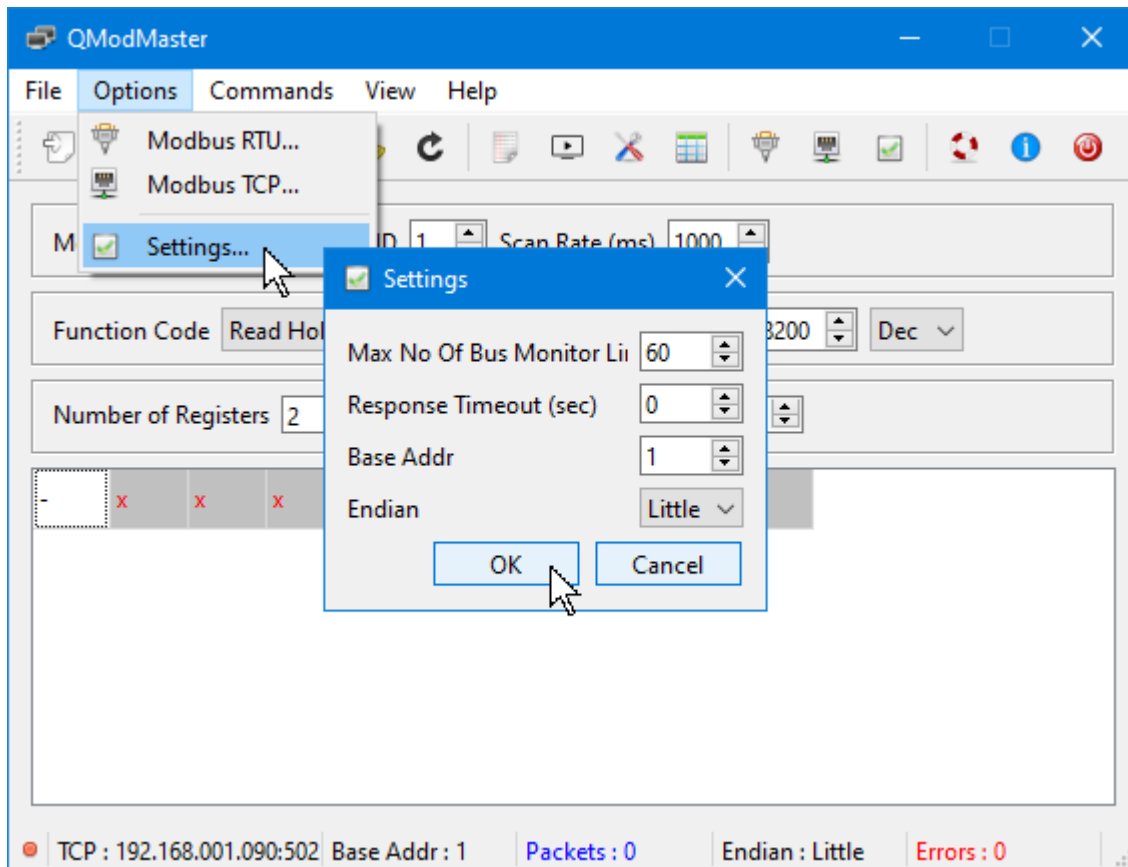 QModMaster
File Options Commands View Help
Modbus RTU...
Modbus TCP...
Settings...
ID 1 Scan Rate (ms) 1000
Settings
Function Code Read Hol
3200 Dec
Max No Of Bus Monitor Li
60
Number of Registers 2
Response Timeout (sec) 0
Base Addr 1
Endian Little
OK Cancel
- x x x
TCP : 192.168.001.090:502 Base Addr : 1 Packets : 0 Endian : Little Errors : 0